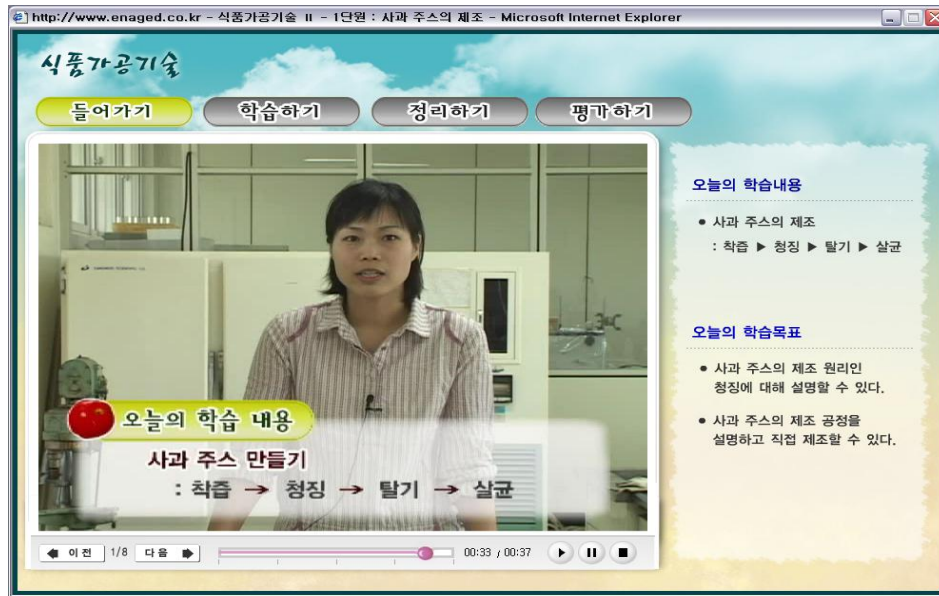 http://www.enaged.co.kr - 식품가공기술 Ⅱ - 1단원 : 사과 주스의 제조 - Microsoft Internet Explorer
식품가공기술
들어가기 학습하기 정리하기 평가하기
오늘의 학습내용
• 사과 주스의 제조
: 착즙 ▶ 청징 ▶ 탈기 ▶ 살균
오늘의 학습목표
• 사과 주스의 제조 원리인
청징에 대해 설명할 수 있다.
• 사과 주스의 제조 공정를
설명하고 직접 제조할 수 있다.
오늘의 학습 내용
사과 주스 만들기
: 착즙 → 청징 → 탈기 → 살균
이전 1/8 다음 00:33 / 00:37